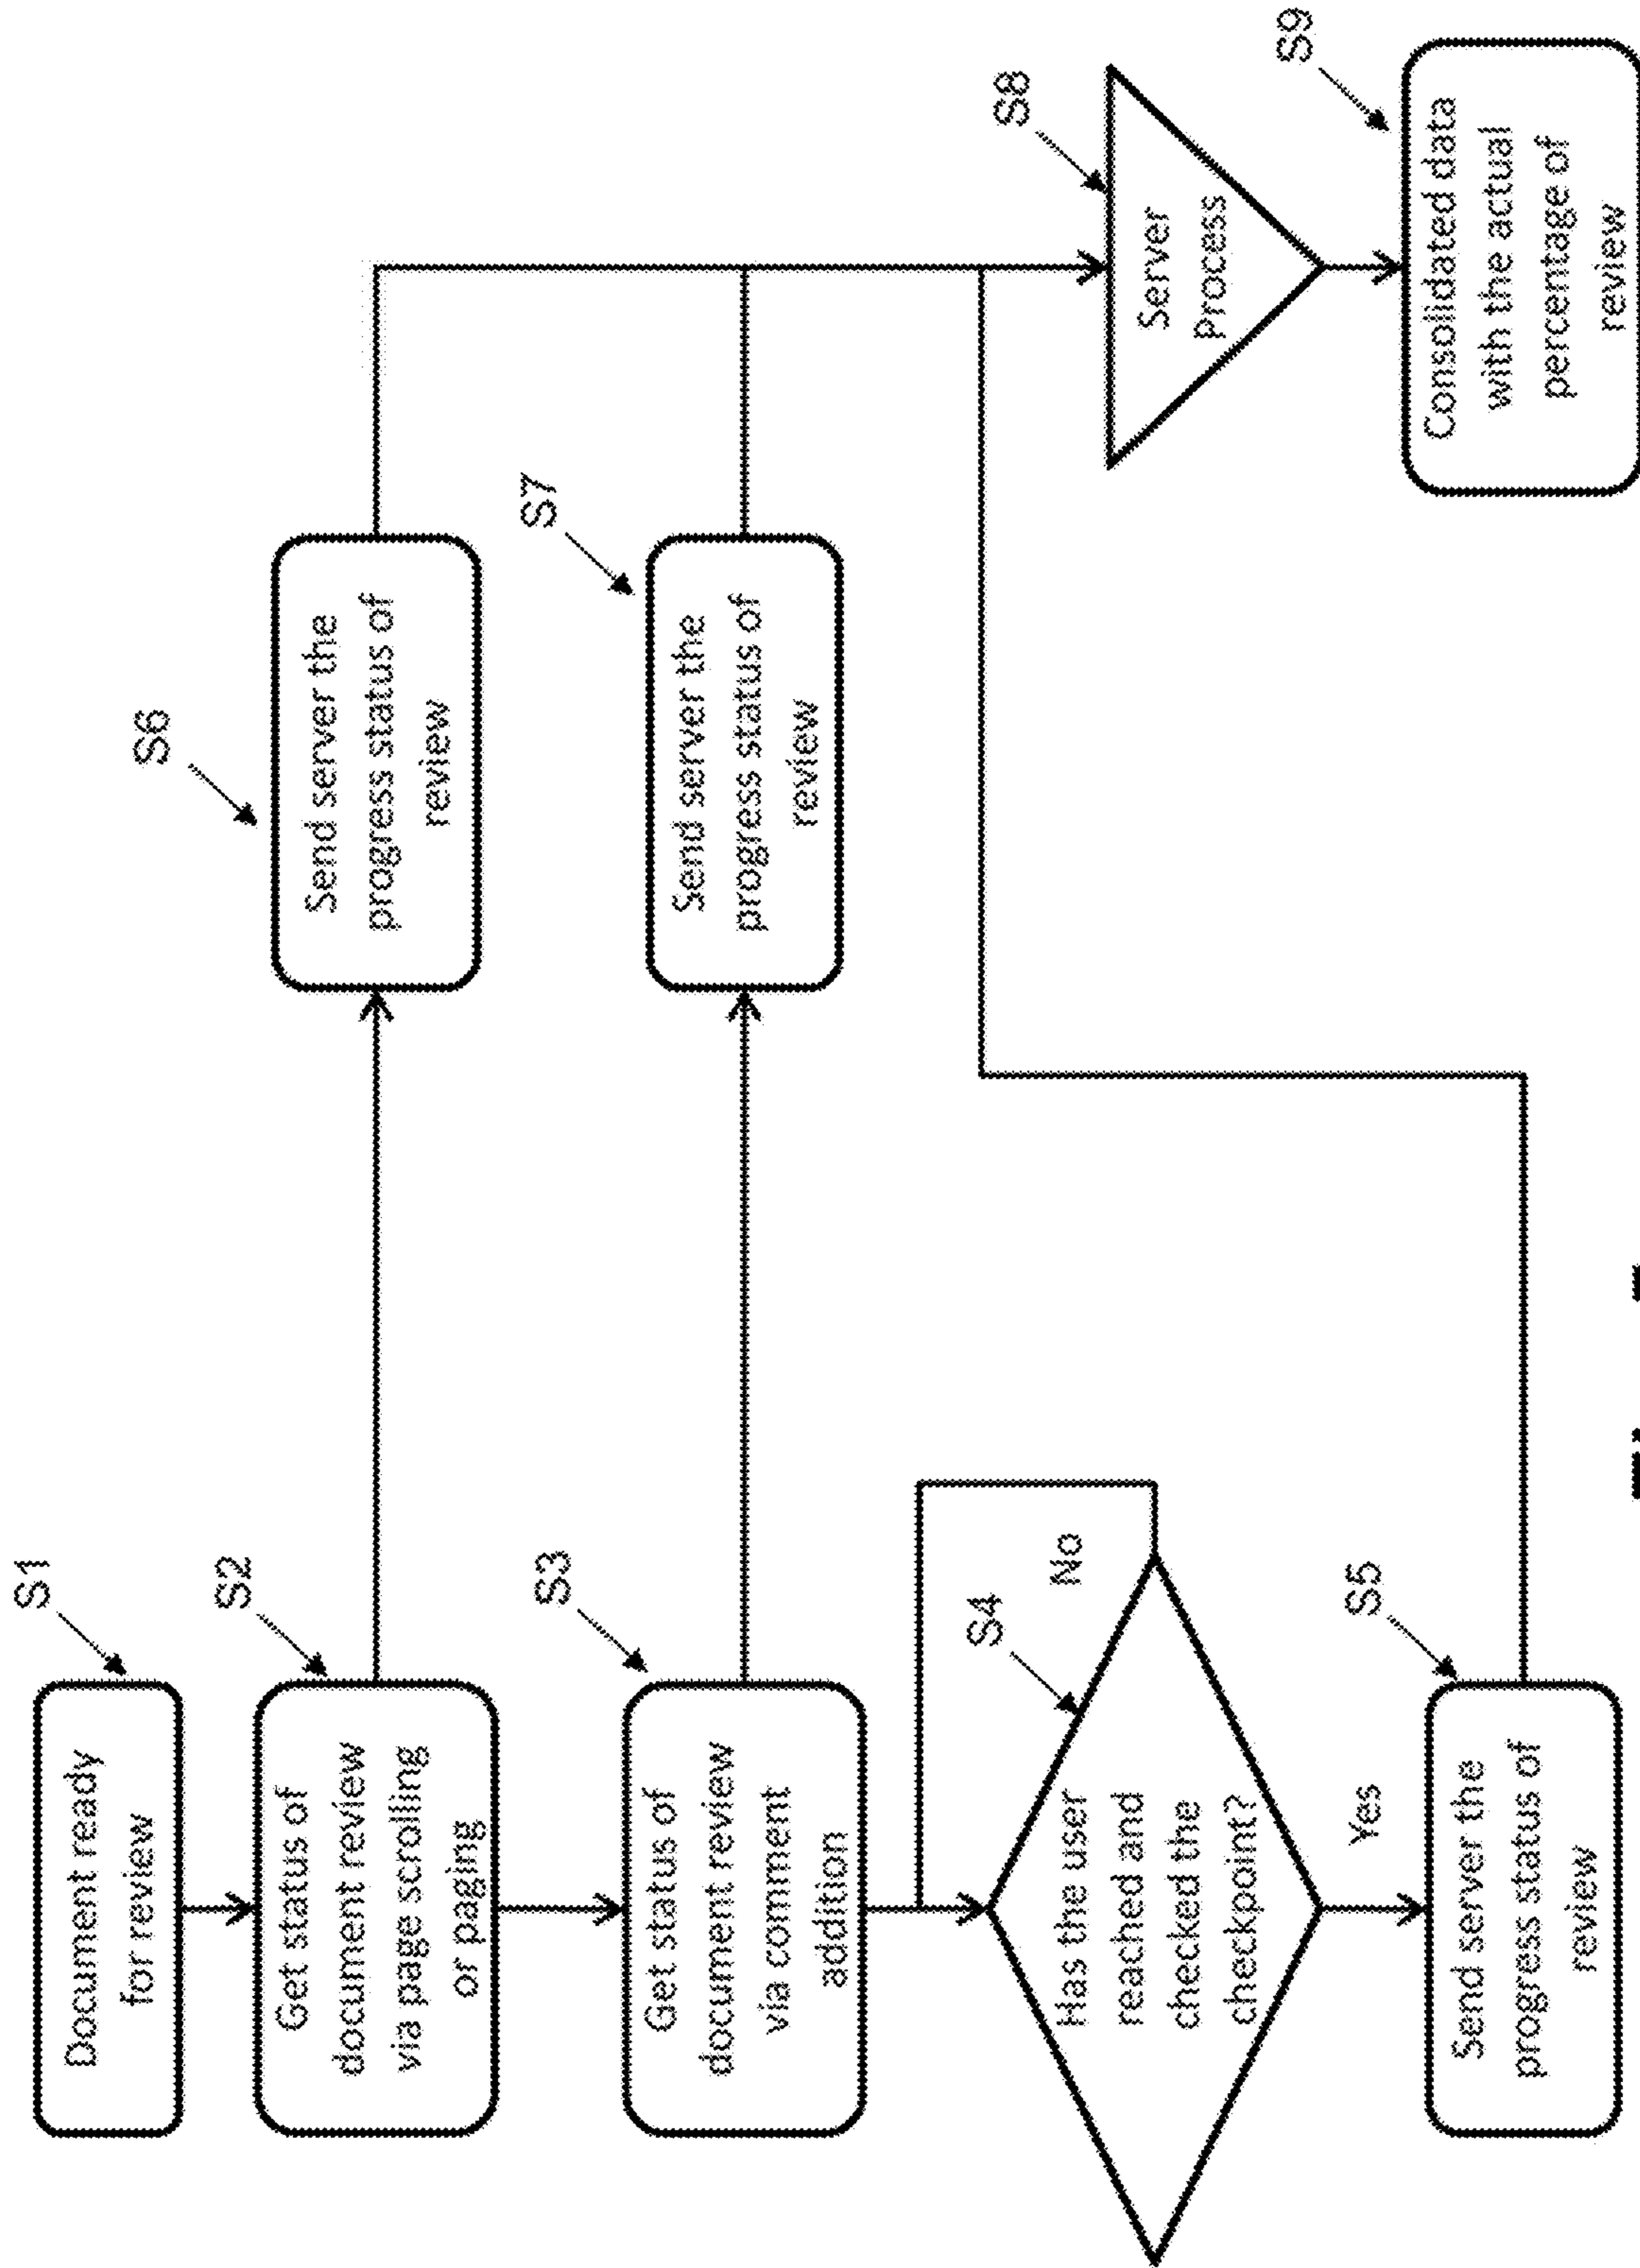 S1
Document ready
for review
S2
Get status of
document review
via page scrolling
or paging
S6
Send server the
progress status of
review
S3
Get status of
document review
via comment
addition
S7
Send server the
progress status of
review
S4
Has the user
reached and
checked the
checkpoint?
No
Yes
S5
Send server the
progress status of
review
S8
Server
Process
S9
Consolidated data
with the actual
percentage of
review